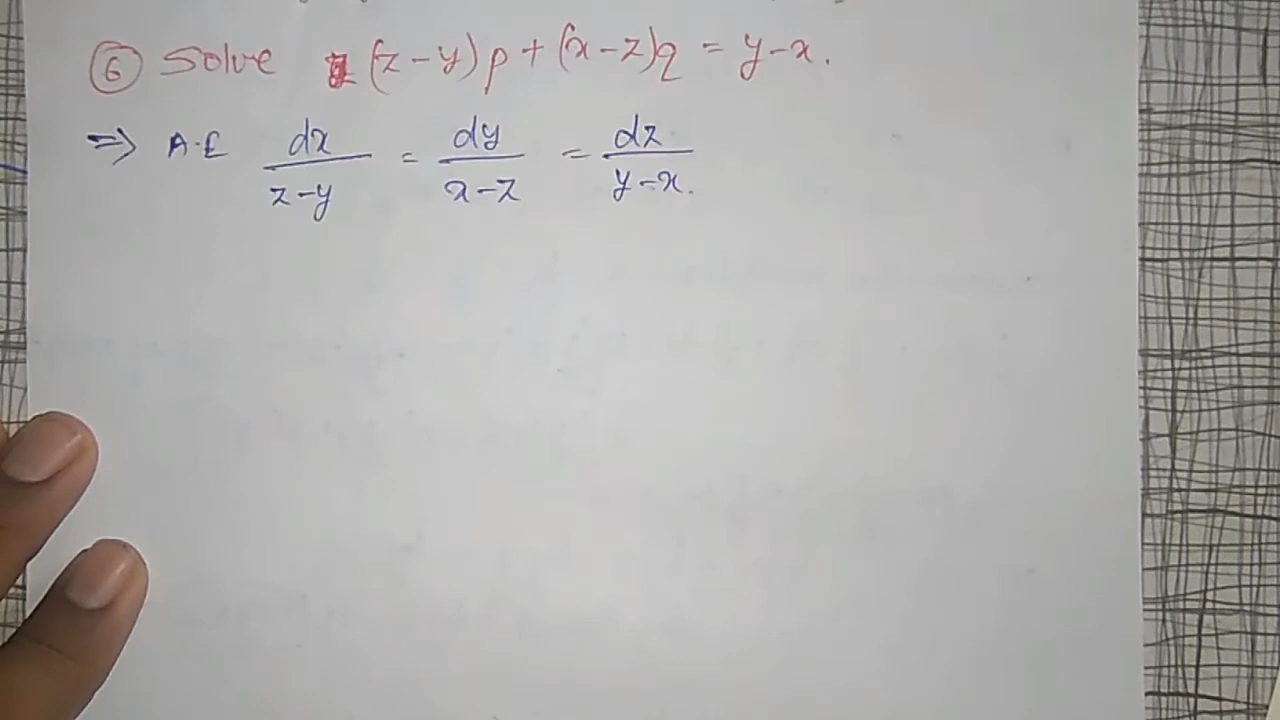 ⑥ Solve (z-y)p+(x-z)q = y-x.
⇒ A.E dx/z-y = dy/x-z = dz/y-x.